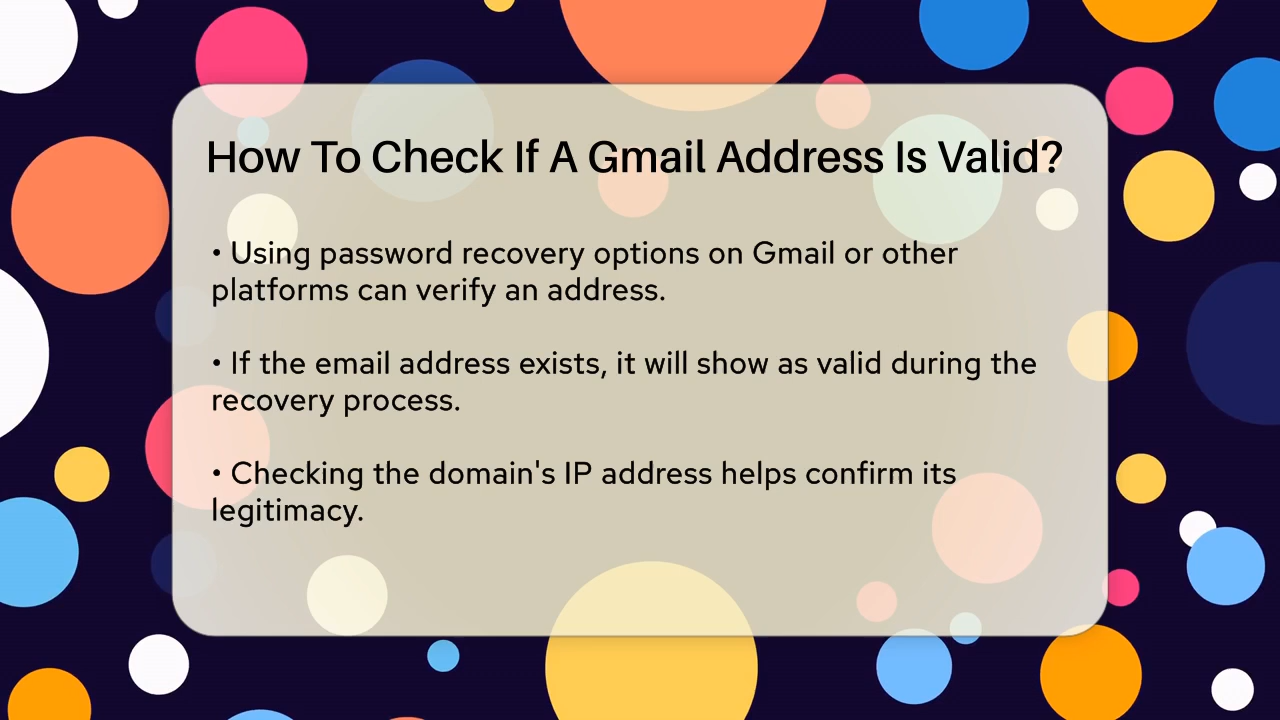 How To Check If A Gmail Address Is Valid?
• Using password recovery options on Gmail or other
platforms can verify an address.
• If the email address exists, it will show as valid during the
recovery process.
• Checking the domain's IP address helps confirm its
legitimacy.